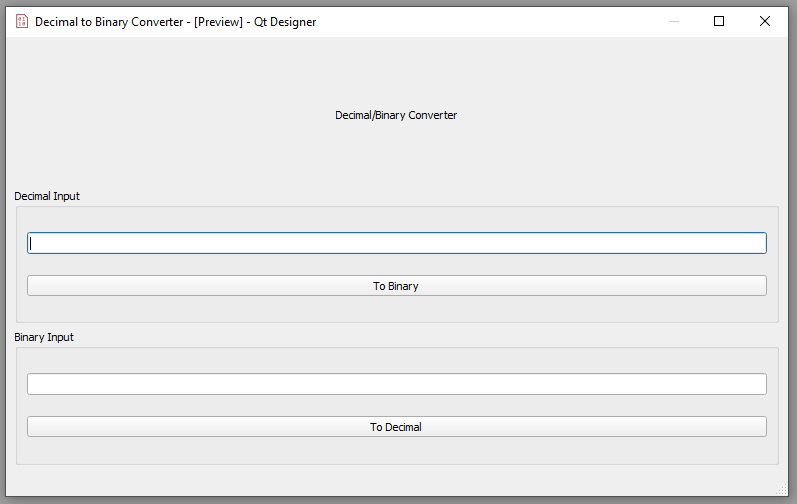 Decimal to Binary Converter - [Preview] - Qt Designer
Decimal/Binary Converter
Decimal Input
To Binary
Binary Input
To Decimal